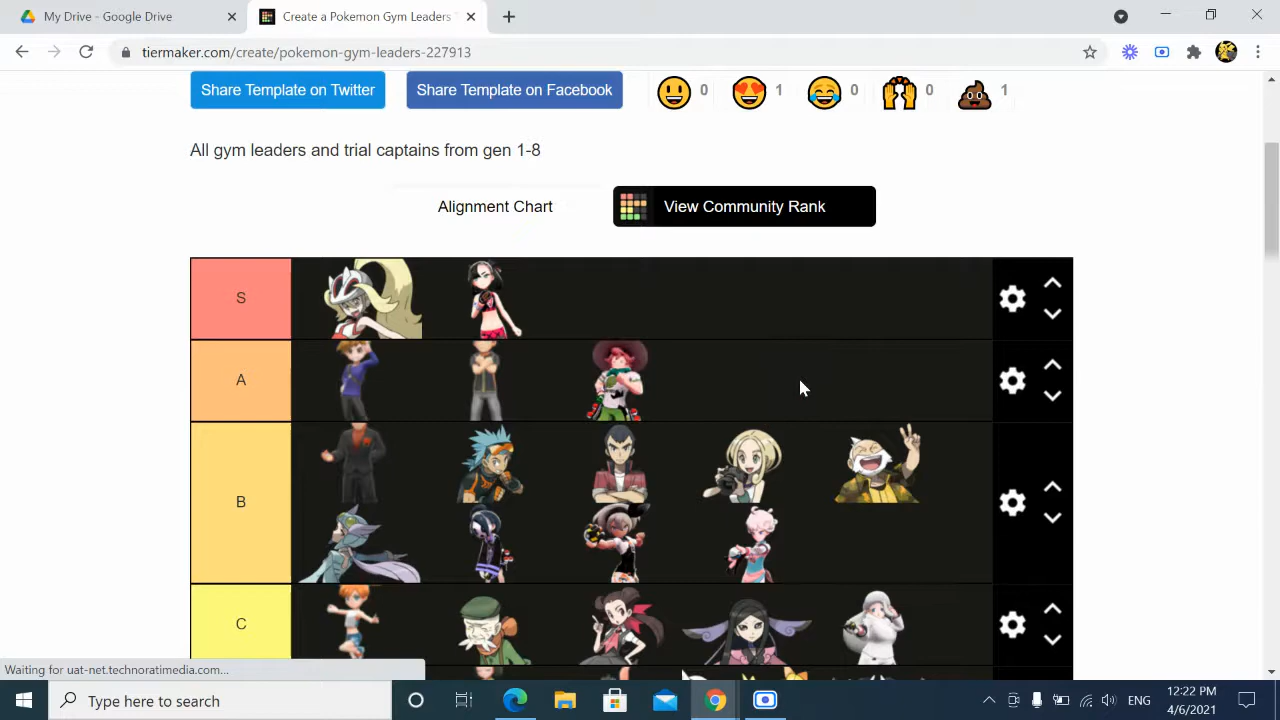 My Drive - Google Drive
Create a Pokemon Gym Leaders
tiermaker.com/create/pokemon-gym-leaders-227913
Share Template on Twitter
Share Template on Facebook
0
1
0
0
1
All gym leaders and trial captains from gen 1-8
Alignment Chart
View Community Rank
S
A
B
C
Waiting for uat-net.technoratimedia.com...
Type here to search
ENG
12:22 PM
4/6/2021